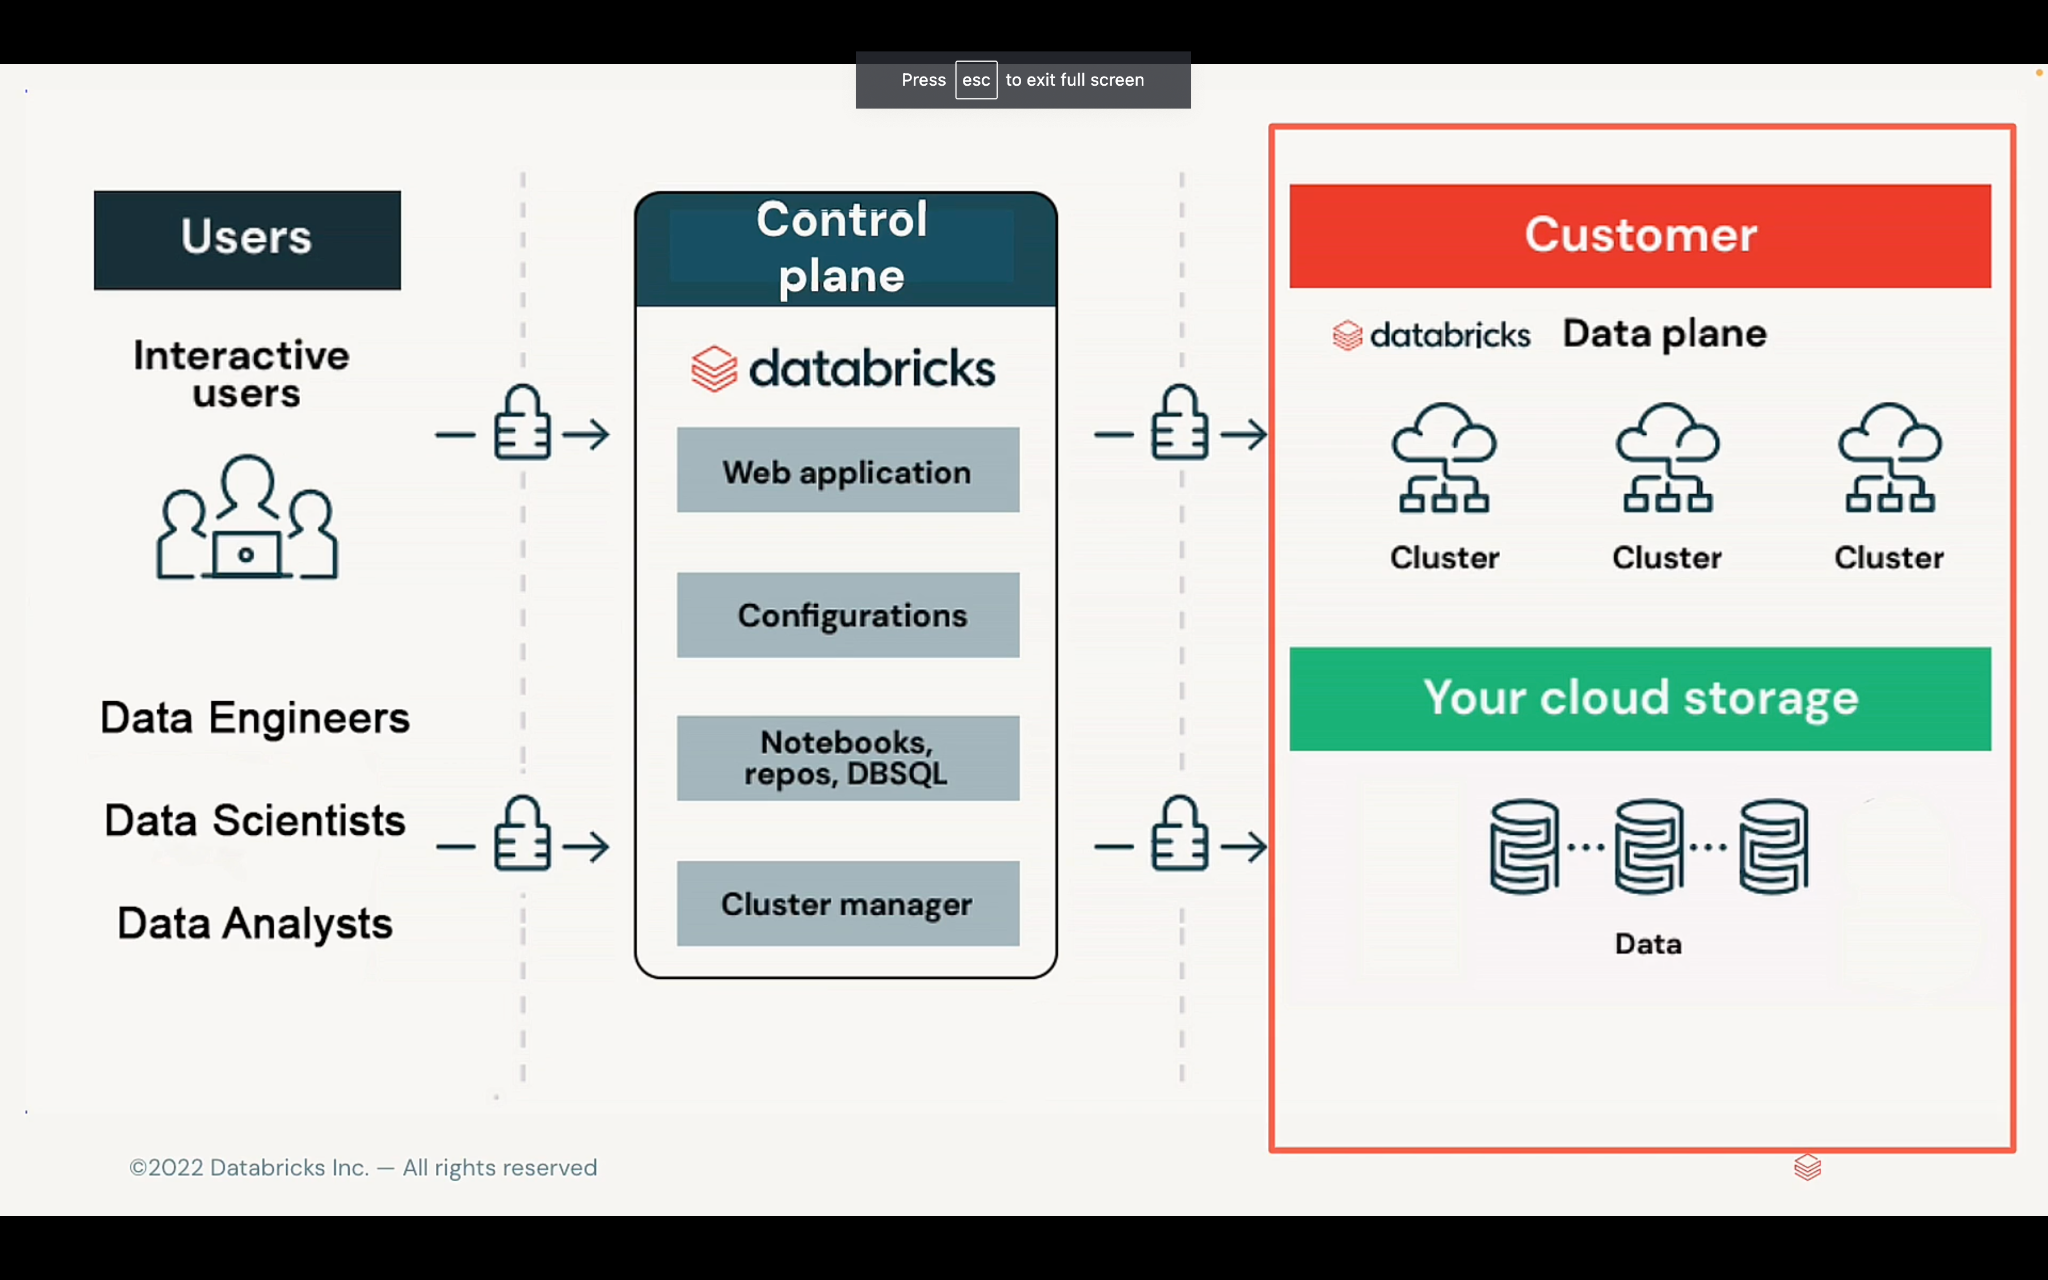 Press esc to exit full screen
Users
Interactive
users
Data Engineers
Data Scientists
Data Analysts
Control
plane
databricks
Web application
Configurations
Notebooks,
repos, DBSQL
Cluster manager
Customer
databricks Data plane
Cluster Cluster Cluster
Your cloud storage
Data
©2022 Databricks Inc. — All rights reserved